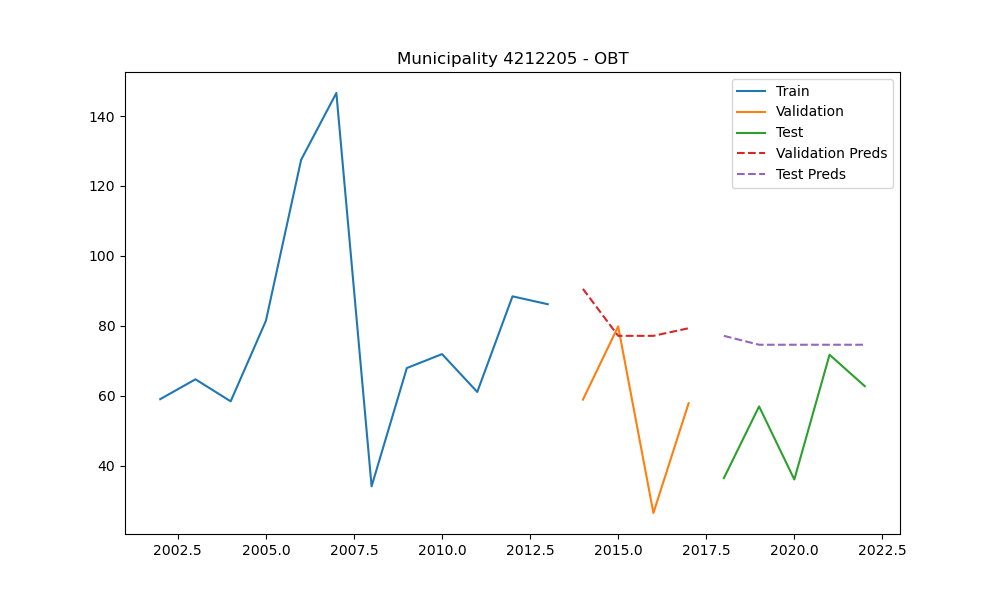 Municipality 4212205 - OBT
Train
Validation
Test
Validation Preds
Test Preds
140
120
100
80
60
40
2002.5 2005.0 2007.5 2010.0 2012.5 2015.0 2017.5 2020.0 2022.5